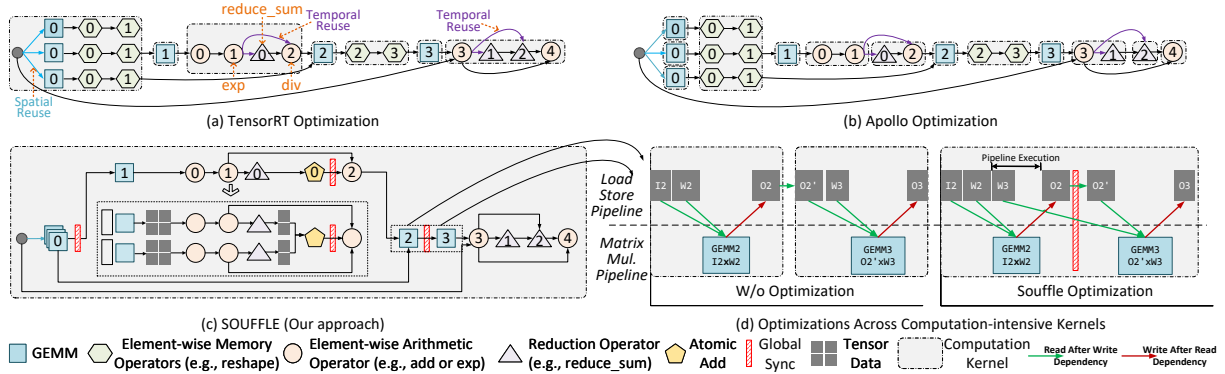 reduce_sum
Temporal
Reuse
Temporal
Reuse
0 0 1
0 0 1
0 0 1
1
0 1 0 2
2
2 3
3
3 1 2 4
Spatial
Reuse
exp
div
(a) TensorRT Optimization
0 0 1
0 0 1
0 0 1
1
0 1 0 2
2
2 3
3
3 1 2 4
(b) Apollo Optimization
1 0 1 0 0 2
0
2 3
3 1 2 4
(c) SOUFFLE (Our approach)
Load
Store
Pipeline
Matrix
Mul.
Pipeline
I2 W2 O2 O2' W3 O3
GEMM2
I2xW2
GEMM3
O2'xW3
W/o Optimization
Pipeline Execution
I2 W2 W3 O2 O2' O3
GEMM2
I2xW2
GEMM3
O2'xW3
Souffle Optimization
(d) Optimizations Across Computation-intensive Kernels
GEMM
Element-wise Memory
Operators (e.g., reshape)
Element-wise Arithmetic
Operator (e.g., add or exp)
Reduction Operator
(e.g., reduce_sum)
Atomic
Add
Global
Sync
Tensor
Data
Computation
Kernel
Read After Write
Dependency
Write After Read
Dependency